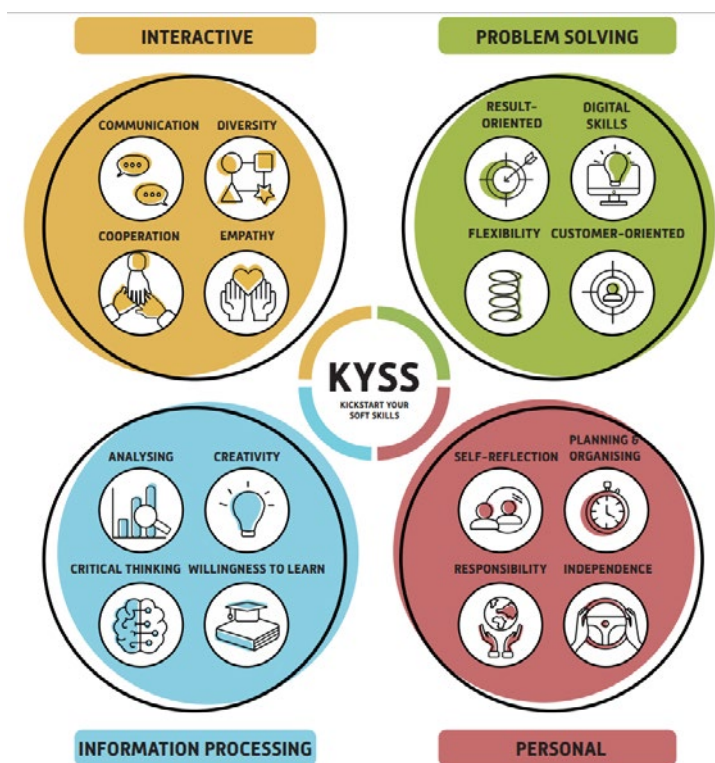 INTERACTIVE
COMMUNICATION
DIVERSITY
COOPERATION
EMPATHY
PROBLEM SOLVING
RESULT-
ORIENTED
DIGITAL
SKILLS
FLEXIBILITY
CUSTOMER-ORIENTED
KYSS
KICKSTART YOUR
SOFT SKILLS
ANALYSING
CREATIVITY
CRITICAL THINKING
WILLINGNESS TO LEARN
INFORMATION PROCESSING
SELF-REFLECTION
PLANNING &
ORGANISING
RESPONSIBILITY
INDEPENDENCE
PERSONAL